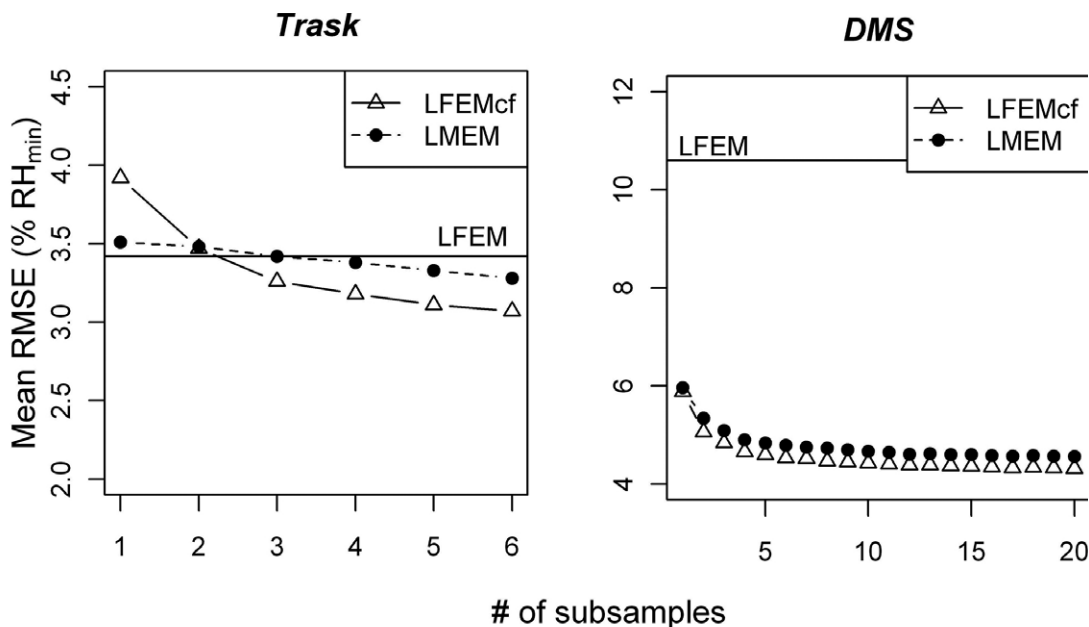 Trask
DMS
Mean RMSE (% RHmin)
4.5
4.0
3.5
3.0
2.5
2.0
LFEMcf
LMEM
LFEM
1 2 3 4 5 6
12
10
8
6
4
LFEMcf
LMEM
LFEM
5 10 15 20
# of subsamples